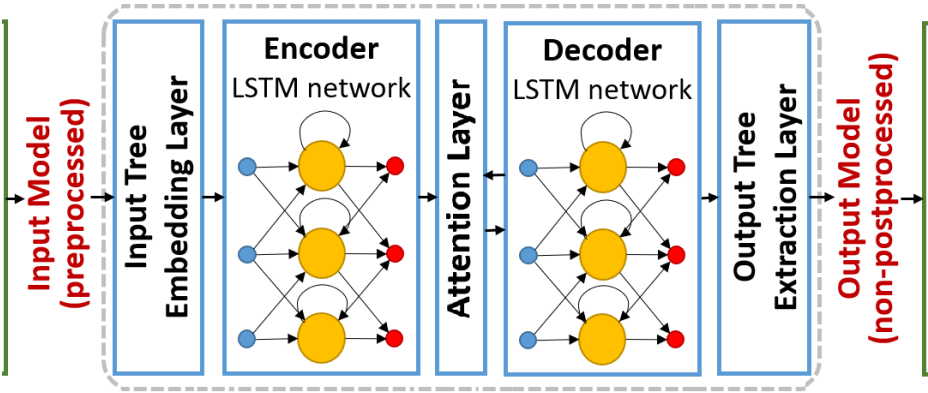 Input Model
(preprocessed)
Input Tree
Embedding Layer
Encoder
LSTM network
Attention Layer
Decoder
LSTM network
Output Tree
Extraction Layer
Output Model
(non-postprocessed)